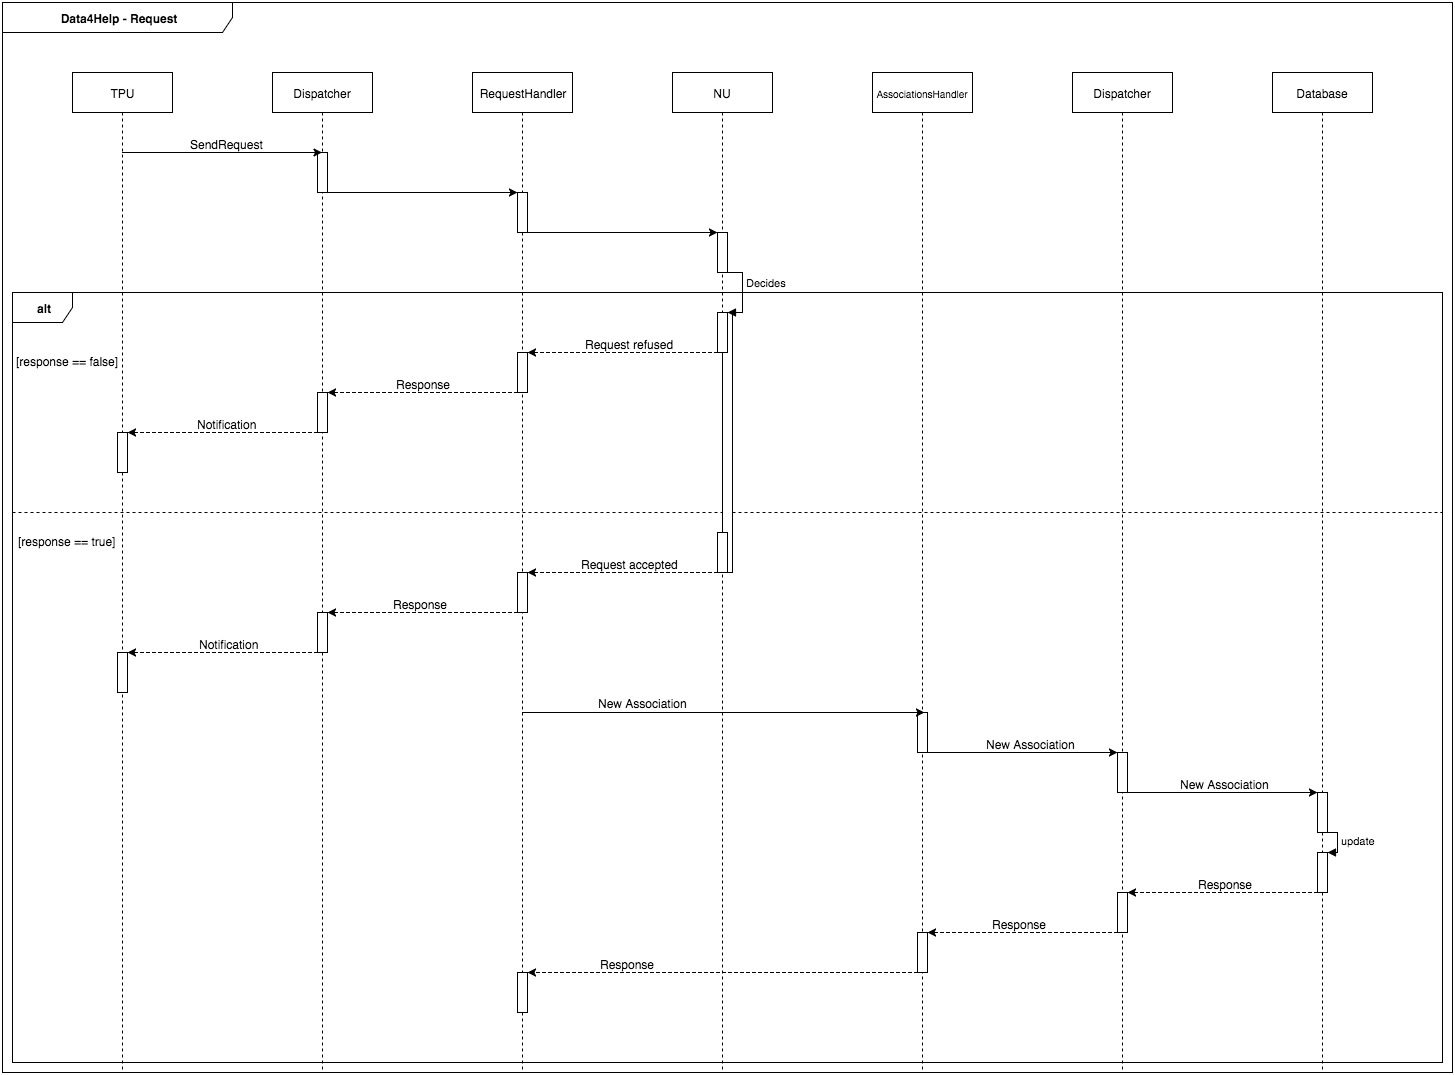 Data4Help - Request
TPU
Dispatcher
RequestHandler
NU
AssociationsHandler
Dispatcher
Database
SendRequest
Decides
alt
Request refused
[response == false]
Response
Notification
[response == true]
Request accepted
Response
Notification
New Association
New Association
New Association
update
Response
Response
Response